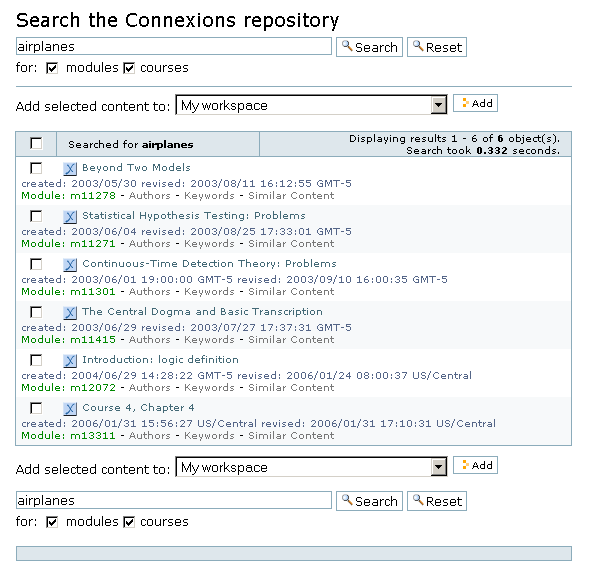 Search the Connexions repository
airplanes Search Reset
for: modules courses
Add selected content to: My workspace Add
Searched for airplanes Displaying results 1 - 6 of 6 object(s).
Search took 0.332 seconds.
Beyond Two Models
created: 2003/05/30 revised: 2003/08/11 16:12:55 GMT-5
Module: m11278 - Authors - Keywords - Similar Content
Statistical Hypothesis Testing: Problems
created: 2003/06/04 revised: 2003/08/25 17:33:01 GMT-5
Module: m11271 - Authors - Keywords - Similar Content
Continuous-Time Detection Theory: Problems
created: 2003/06/01 19:00:00 GMT-5 revised: 2003/09/10 16:00:35 GMT-5
Module: m11301 - Authors - Keywords - Similar Content
The Central Dogma and Basic Transcription
created: 2003/06/29 revised: 2003/07/27 17:37:31 GMT-5
Module: m11415 - Authors - Keywords - Similar Content
Introduction: logic definition
created: 2004/06/29 14:28:22 GMT-5 revised: 2006/01/24 08:00:37 US/Central
Module: m12072 - Authors - Keywords - Similar Content
Course 4, Chapter 4
created: 2006/01/31 15:56:27 US/Central revised: 2006/01/31 17:10:31 US/Central
Module: m13311 - Authors - Keywords - Similar Content
Add selected content to: My workspace Add
airplanes Search Reset
for: modules courses